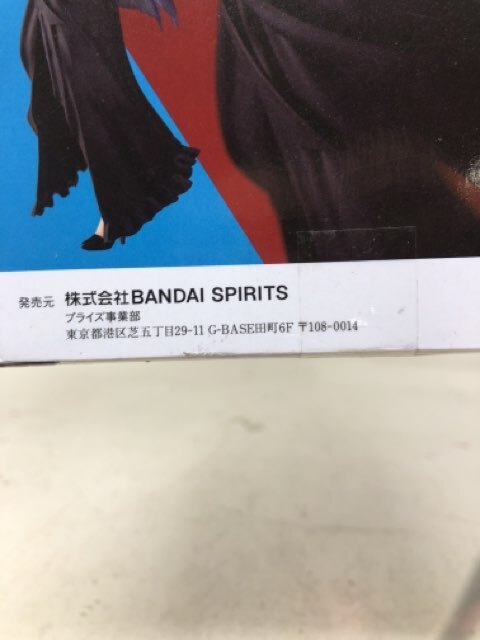 発売元 株式会社BANDAI SPIRITS
プライズ事業部
東京都港区芝五丁目29-11 G-BASE田町6F 〒108-0014